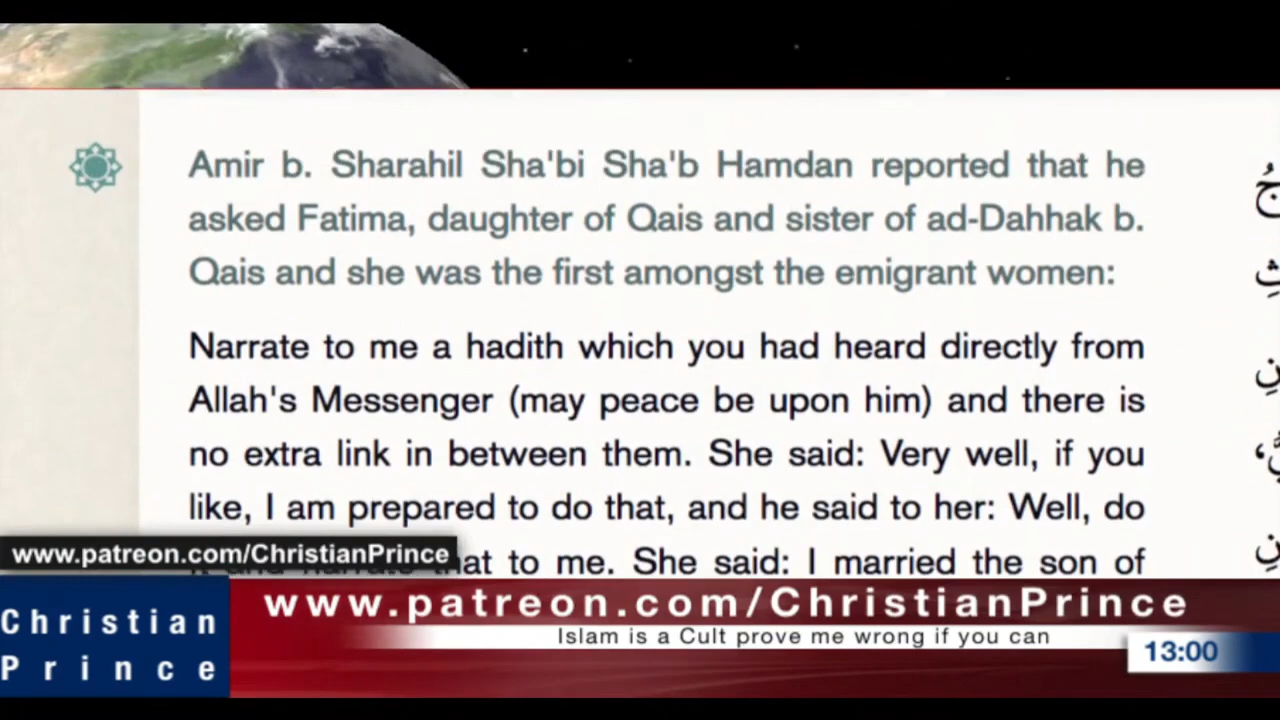 Amir b. Sharahil Sha'bi Sha'b Hamdan reported that he
asked Fatima, daughter of Qais and sister of ad-Dahhak b.
Qais and she was the first amongst the emigrant women:
Narrate to me a hadith which you had heard directly from
Allah's Messenger (may peace be upon him) and there is
no extra link in between them. She said: Very well, if you
like, I am prepared to do that, and he said to her: Well, do
it and narrate that to me. She said: I married the son of
www.patreon.com/ChristianPrince
Christian
Prince
www.patreon.com/ChristianPrince
Islam is a Cult prove me wrong if you can
13:00